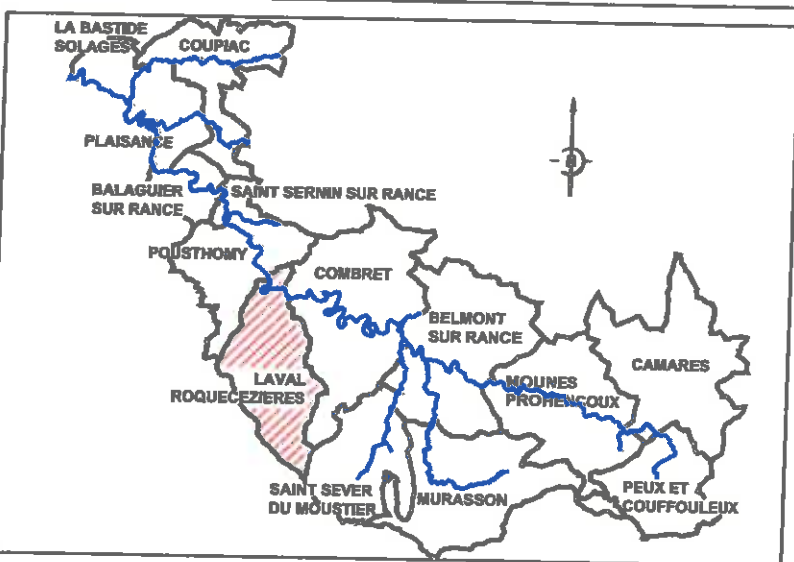 LA BASTIDE
SOLAGES
COUPIAC
PLAISANCE
BALAGUIER
SUR RANCE
SAINT SERNIN SUR RANCE
POUSTHOMY
COMBRET
BELMONT
SUR RANCE
CAMARES
LAVAL
ROQUECEZIERES
MOUNES
PROHENCOUX
SAINT SEVER
DU MOUSTIER
MURASSON
PEUX ET
COUFFOULEUX